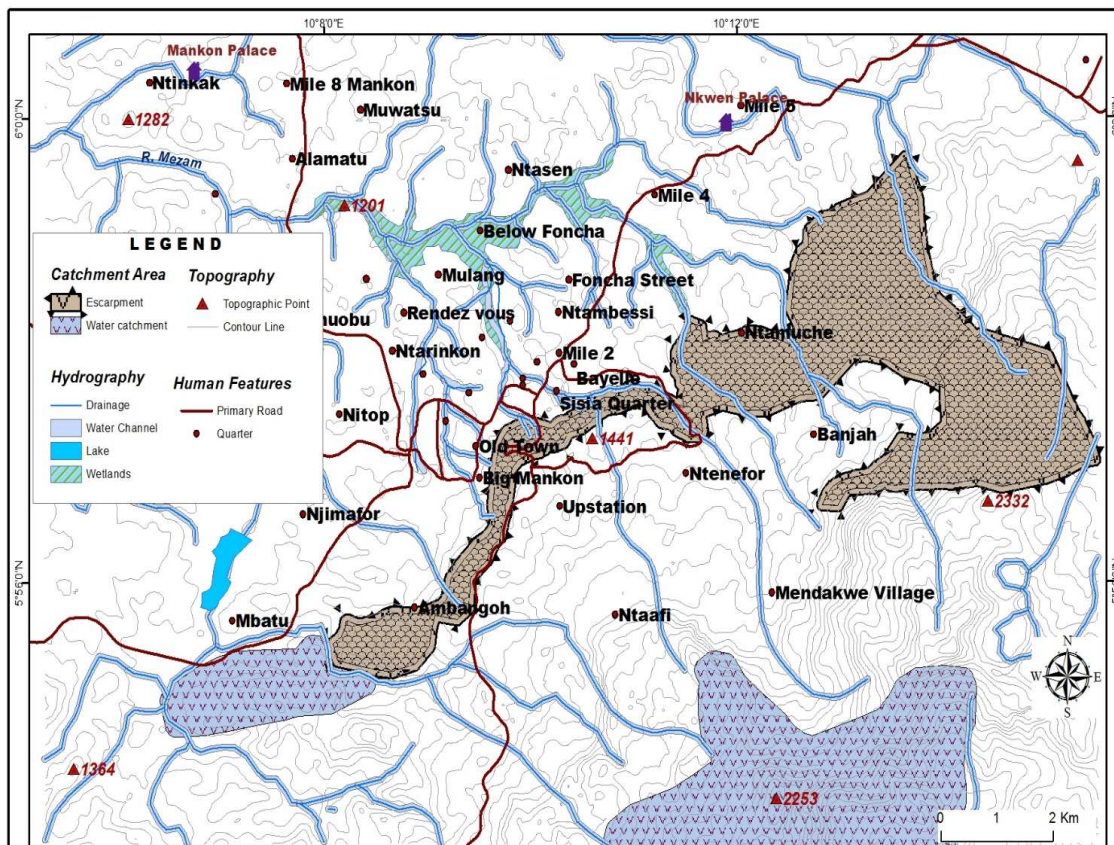 10°8'0"E
10°12'0"E
Mankon Palace
Ntinkak
Mile 8 Mankon
Muwatsu
Nkwen Palace
Mile 5
6°0'0"N
1282
R. Mezam
Alamatu
Ntasen
Mile 4
1201
Below Foncha
LEGEND
Catchment Area
Escarpment
Water catchment
Topography
Topographic Point
Contour Line
Hydrography
Drainage
Water Channel
Lake
Wetlands
Human Features
Primary Road
Quarter
Mulang
Foncha Street
Rendez vous
Ntambessi
Ntamuche
Ntarinkon
Mile 2
Bayelle
Sisia Quarter
Nitop
1441
Banjah
Old Town
Big Mankon
Ntenefor
Upstation
2332
Njimafor
5°56'0"N
Mendakwe Village
Ambangoh
Ntaafi
Mbatu
N
W
E
S
1364
2253
0 1 2 Km